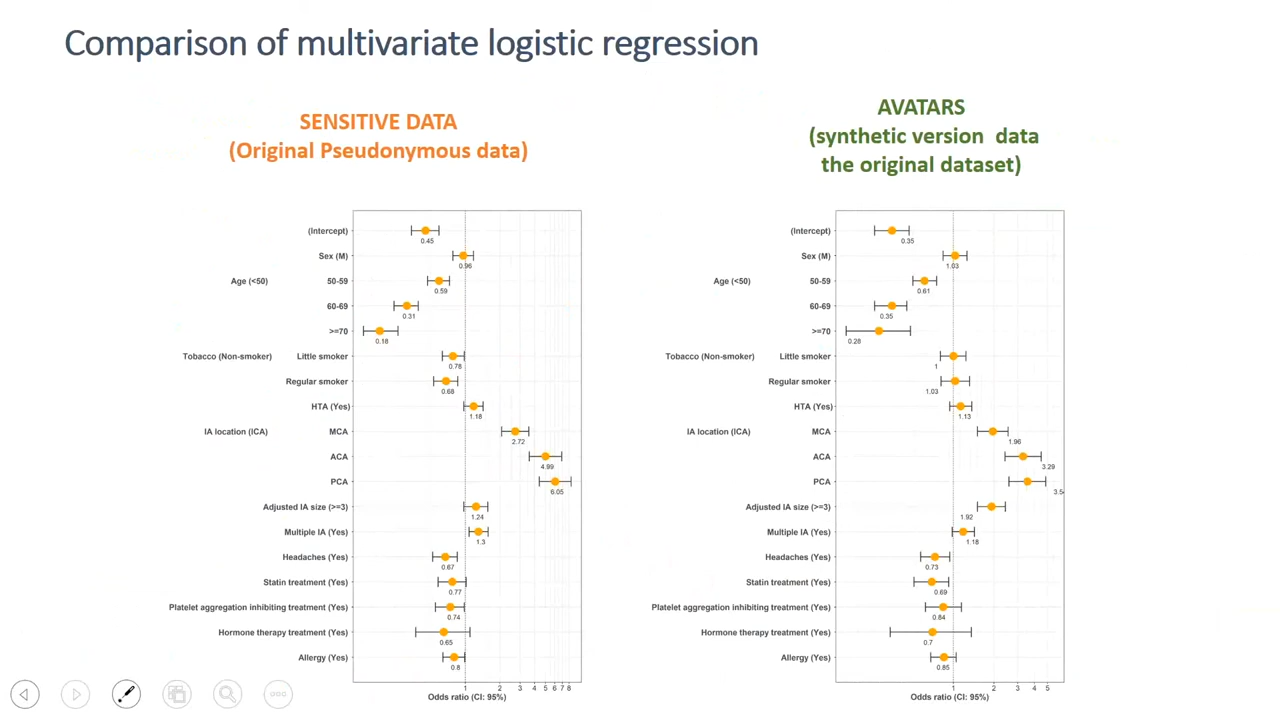 Comparison of multivariate logistic regression
SENSITIVE DATA
(Original Pseudonymous data)
(Intercept)
0.45
Sex (M)
0.96
Age (<50)
50-59
0.59
60-69
0.31
>=70
0.18
Tobacco (Non-smoker)
Little smoker
0.78
Regular smoker
0.68
HTA (Yes)
1.18
IA location (ICA)
MCA
2.72
ACA
4.99
PCA
6.05
Adjusted IA size (>=3)
1.24
Multiple IA (Yes)
1.3
Headaches (Yes)
0.67
Statin treatment (Yes)
0.77
Platelet aggregation inhibiting treatment (Yes)
0.74
Hormone therapy treatment (Yes)
0.65
Allergy (Yes)
0.8
1 2 3 4 5 6 7 8
Odds ratio (CI: 95%)
AVATARS
(synthetic version data
the original dataset)
(Intercept)
0.35
Sex (M)
1.03
Age (<50)
50-59
0.61
60-69
0.35
>=70
0.28
Tobacco (Non-smoker)
Little smoker
1
Regular smoker
1.03
HTA (Yes)
1.13
IA location (ICA)
MCA
1.96
ACA
3.29
PCA
3.5
Adjusted IA size (>=3)
1.92
Multiple IA (Yes)
1.18
Headaches (Yes)
0.73
Statin treatment (Yes)
0.69
Platelet aggregation inhibiting treatment (Yes)
0.84
Hormone therapy treatment (Yes)
0.7
Allergy (Yes)
0.85
1 2 3 4 5
Odds ratio (CI: 95%)